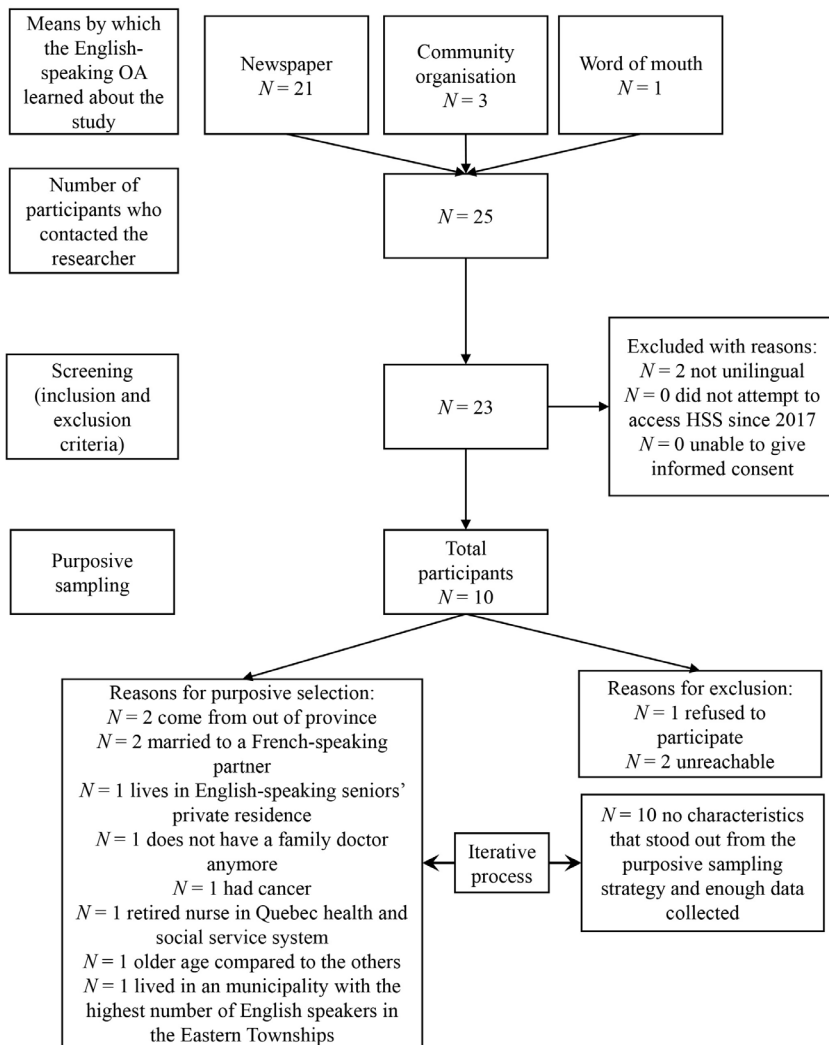 Means by which
the English-
speaking OA
learned about the
study
Newspaper
N = 21
Community
organisation
N = 3
Word of mouth
N = 1
Number of
participants who
contacted the
researcher
N = 25
Screening
(inclusion and
exclusion
criteria)
N = 23
Excluded with reasons:
N = 2 not unilingual
N = 0 did not attempt to
access HSS since 2017
N = 0 unable to give
informed consent
Purposive
sampling
Total
participants
N = 10
Reasons for purposive selection:
N = 2 come from out of province
N = 2 married to a French-speaking
partner
N = 1 lives in English-speaking seniors’
private residence
N = 1 does not have a family doctor
anymore
N = 1 had cancer
N = 1 retired nurse in Quebec health and
social service system
N = 1 older age compared to the others
N = 1 lived in an municipality with the
highest number of English speakers in
the Eastern Townships
Reasons for exclusion:
N = 1 refused to
participate
N = 2 unreachable
Iterative
process
N = 10 no characteristics
that stood out from the
purposive sampling
strategy and enough data
collected